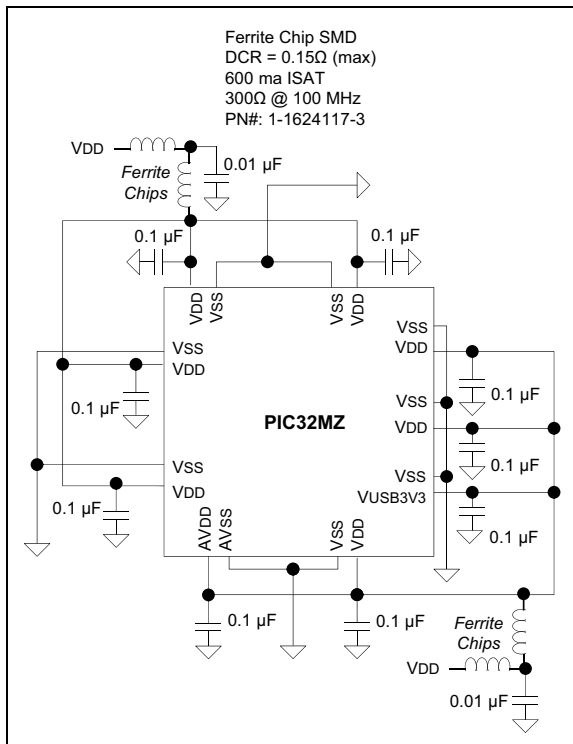 Ferrite Chip SMD
DCR = 0.15Ω (max)
600 ma ISAT
300Ω @ 100 MHz
PN#: 1-1624117-3
VDD
0.01 µF
Ferrite
Chips
0.1 µF
0.1 µF
VDD
VSS
VSS
VDD
VSS
VDD
VSS
VDD
0.1 µF
0.1 µF
VSS
VDD
PIC32MZ
VSS
VDD
0.1 µF
VSS
VDD
0.1 µF
VSS
VUSB3V3
0.1 µF
AVDD
AVSS
VSS
VDD
0.1 µF
0.1 µF
Ferrite
Chips
VDD
0.01 µF